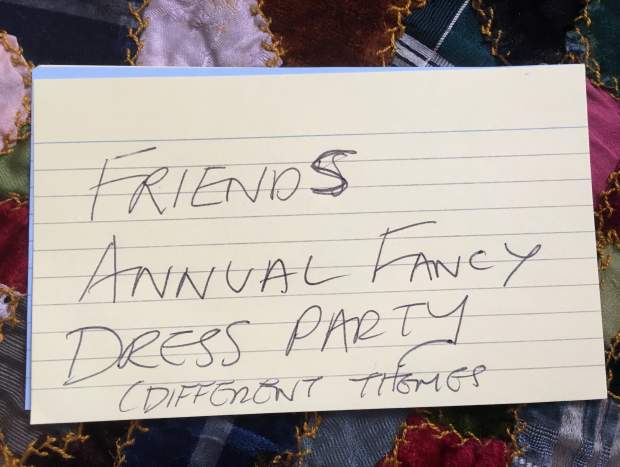 FRIENDS
ANNUAL FANCY
DRESS PARTY
(DIFFERENT THEMES